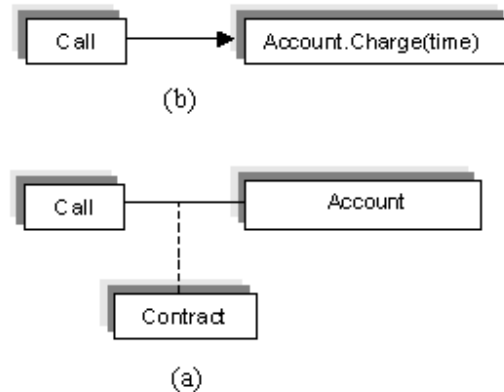 Call
Account.Charge(time)
(b)
Call
Account
Contract
(a)